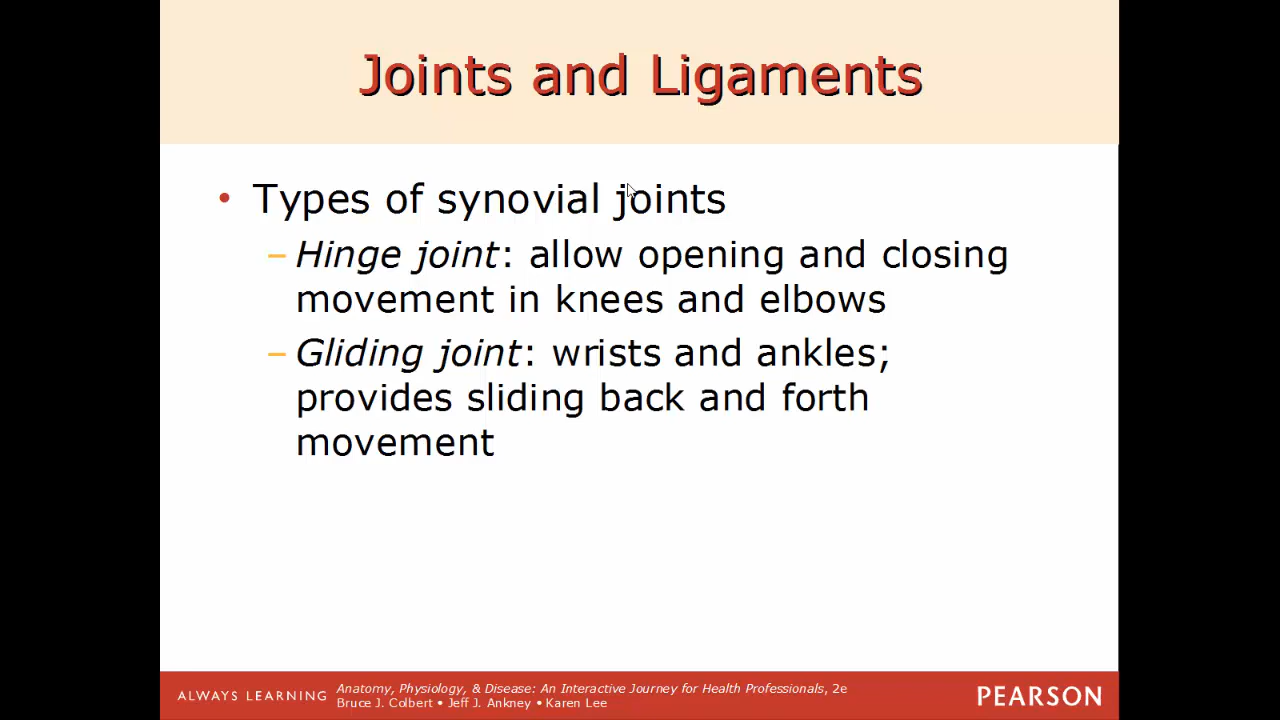 Joints and Ligaments
• Types of synovial joints
– Hinge joint: allow opening and closing
movement in knees and elbows
– Gliding joint: wrists and ankles;
provides sliding back and forth
movement
ALWAYS LEARNING
Anatomy, Physiology, & Disease: An Interactive Journey for Health Professionals, 2e
Bruce J. Colbert • Jeff J. Ankney • Karen Lee
PEARSON